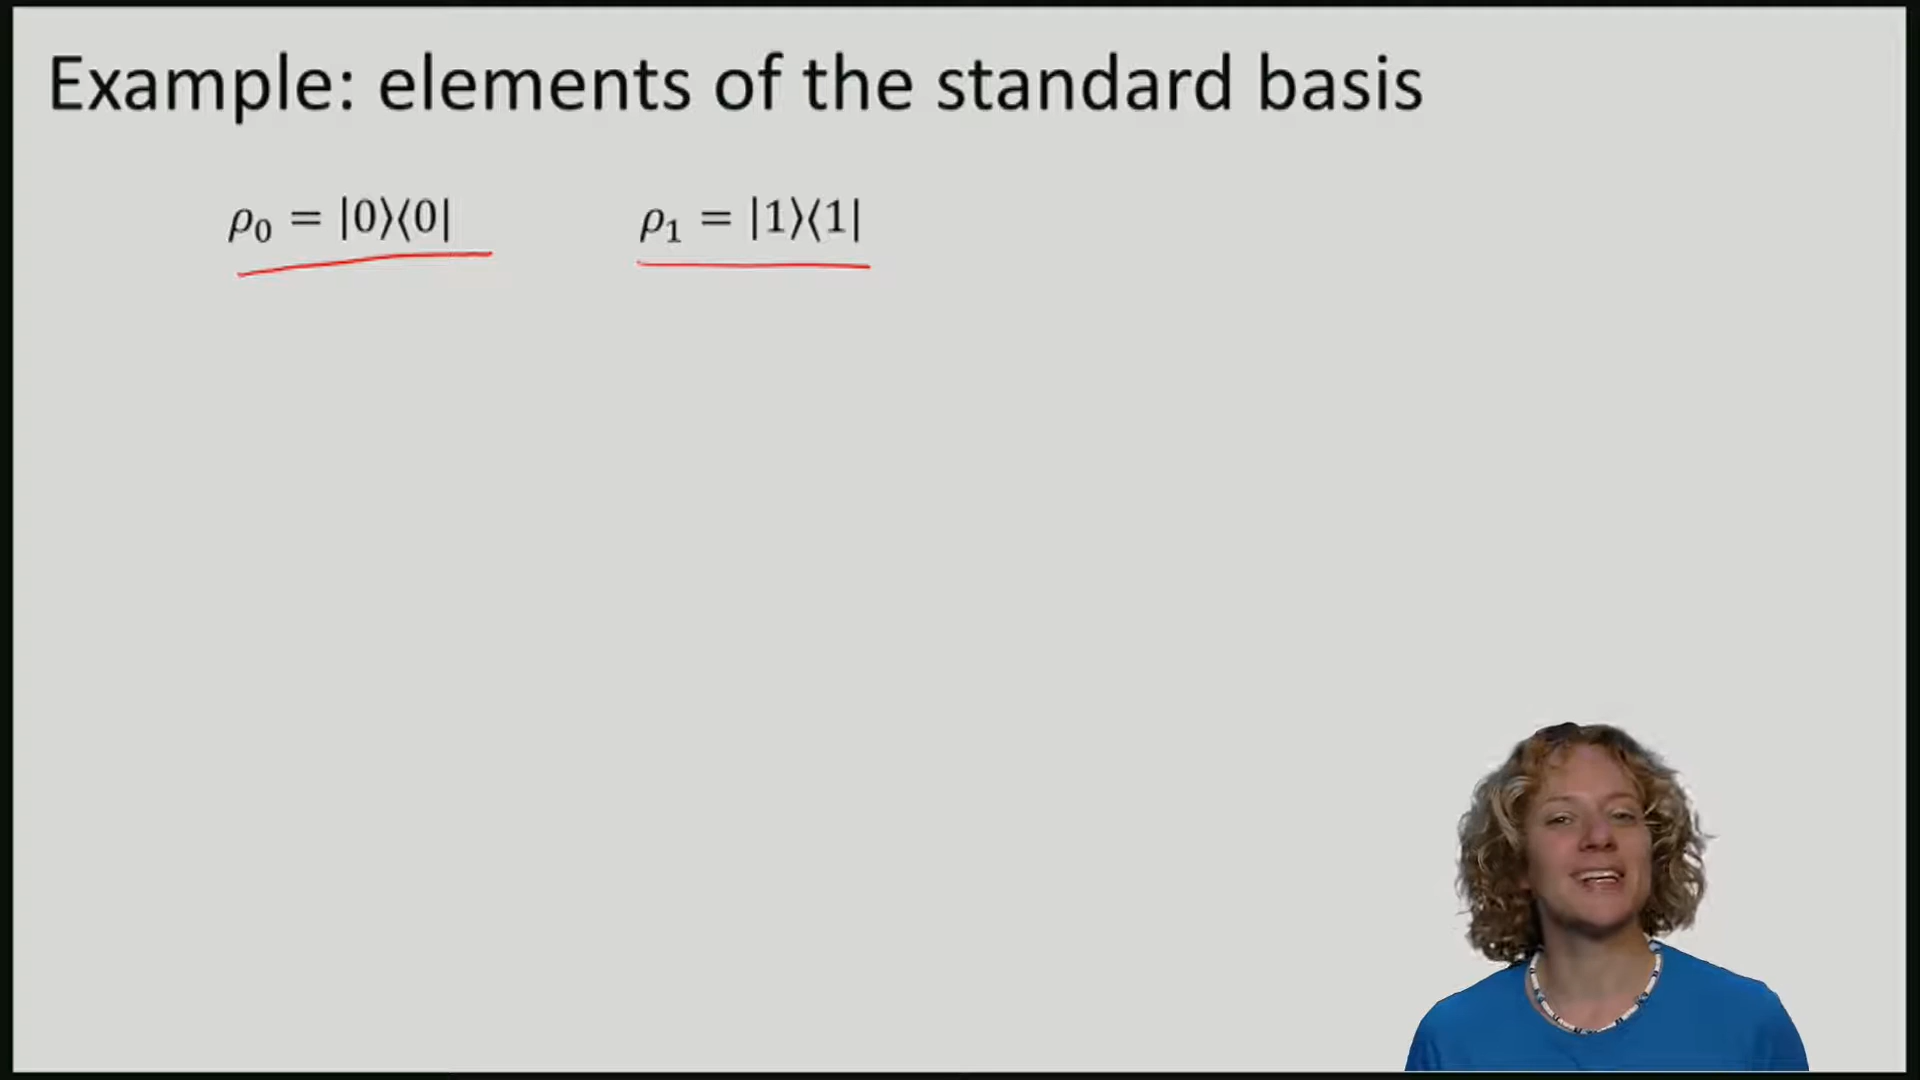 Example: elements of the standard basis
ρ₀ = |0⟩⟨0| ρ₁ = |1⟩⟨1|